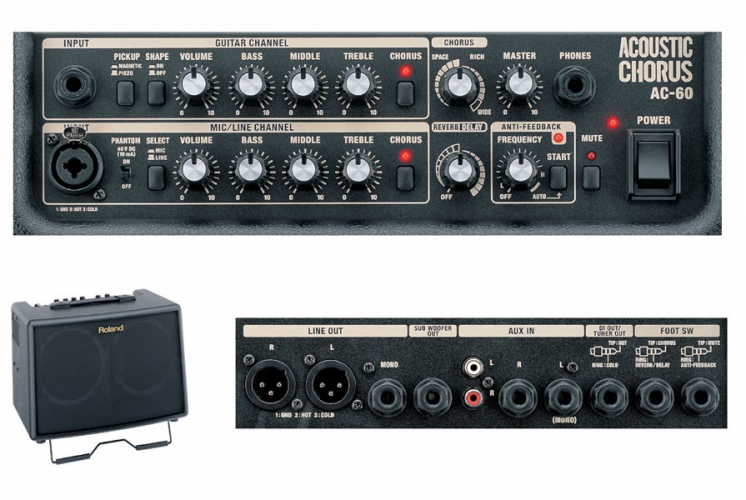 INPUT
GUITAR CHANNEL
PICKUP SHAPE VOLUME BASS MIDDLE TREBLE CHORUS
MAGNETIC
PIEZO
ON
OFF
0 10 0 10 0 10 0 10
CHORUS
SPACE RICH
WIDE
MASTER
0 10
PHONES
ACOUSTIC
CHORUS
AC-60
MIC/LINE CHANNEL
PHANTOM
48 V DC
(10 mA)
ON
OFF
SELECT
MIC
LINE
VOLUME BASS MIDDLE TREBLE CHORUS
0 10 0 10 0 10 0 10
1:GND 2:HOT 3:COLD
REVERB DELAY
OFF
ANTI-FEEDBACK
FREQUENCY
START
L H
OFF AUTO
MUTE
POWER
Roland
LINE OUT
R L
MONO
1:GND 2:HOT 3:COLD
SUB WOOFER
OUT
AUX IN
L
R
R L
(MONO)
DI OUT/
TUNER OUT
TIP:HOT
RING:COLD
FOOT SW
TIP:CHORUS
RING:
REVERB/DELAY
TIP:MUTE
RING:
ANTI-FEEDBACK